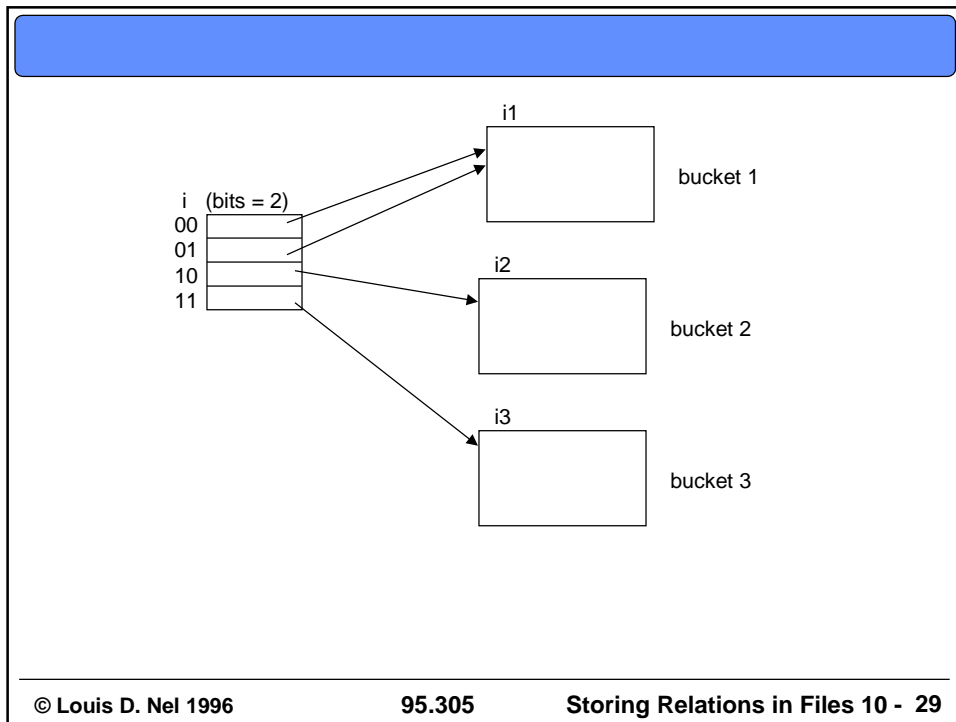 i1
bucket 1
i (bits = 2)
00
01
10
11
i2
bucket 2
i3
bucket 3
© Louis D. Nel 1996 95.305 Storing Relations in Files 10 - 29